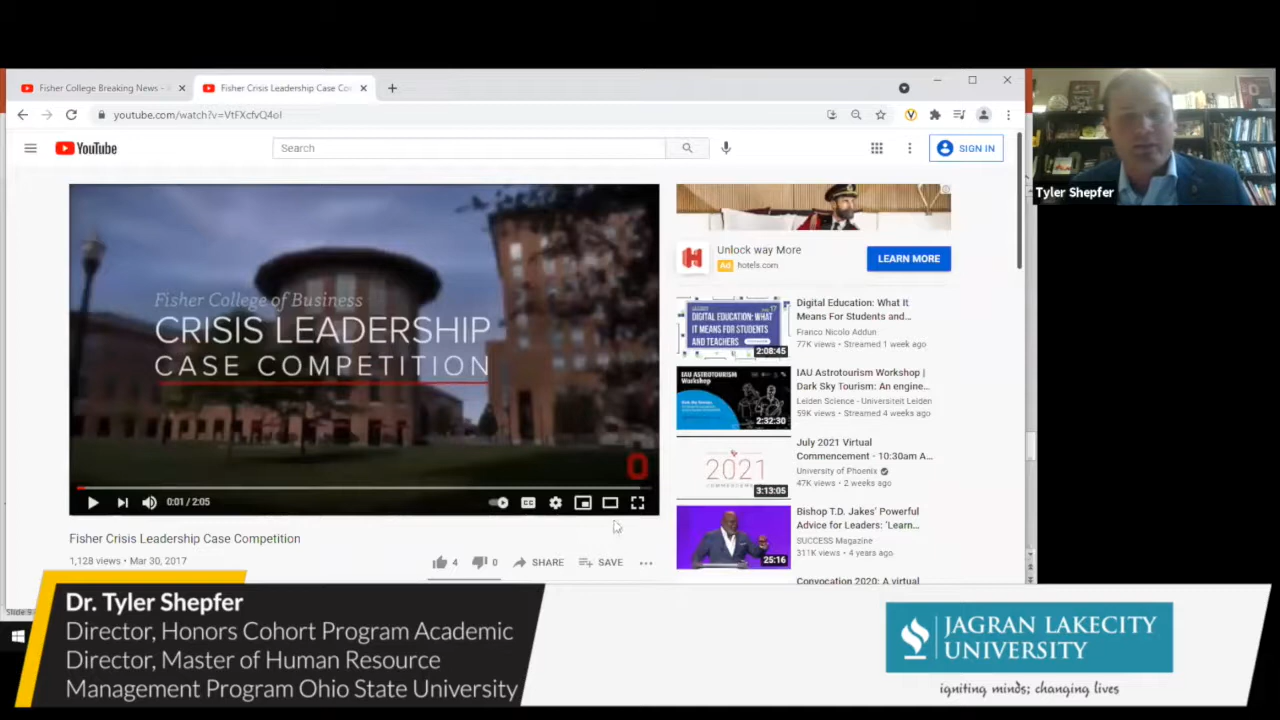 Fisher College Breaking News -
Fisher Crisis Leadership Case Co
youtube.com/watch?v=VtFXcfvQ4oI
YouTube
Search
SIGN IN
Fisher College of Business
CRISIS LEADERSHIP
CASE COMPETITION
0:01 / 2:05
CC
Fisher Crisis Leadership Case Competition
1,128 views • Mar 30, 2017
4
0
SHARE
SAVE
Unlock way More
Ad hotels.com
LEARN MORE
DIGITAL EDUCATION: WHAT
IT MEANS FOR STUDENTS
AND TEACHERS
2:08:45
Digital Education: What It
Means For Students and...
Franco Nicolo Addun
77K views • Streamed 1 week ago
IAU ASTROTOURISM
Workshop
2:32:30
IAU Astrotourism Workshop |
Dark Sky Tourism: An engine...
Leiden Science - Universiteit Leiden
59K views • Streamed 4 weeks ago
2021
3:13:05
July 2021 Virtual
Commencement - 10:30am A...
University of Phoenix
47K views • 2 weeks ago
25:16
Bishop T.D. Jakes' Powerful
Advice for Leaders: 'Learn...
SUCCESS Magazine
311K views • 4 years ago
Convocation 2020: A virtual
Tyler Shepfer
Dr. Tyler Shepfer
Director, Honors Cohort Program Academic
Director, Master of Human Resource
Management Program Ohio State University
JAGRAN LAKECITY
UNIVERSITY
igniting minds; changing lives